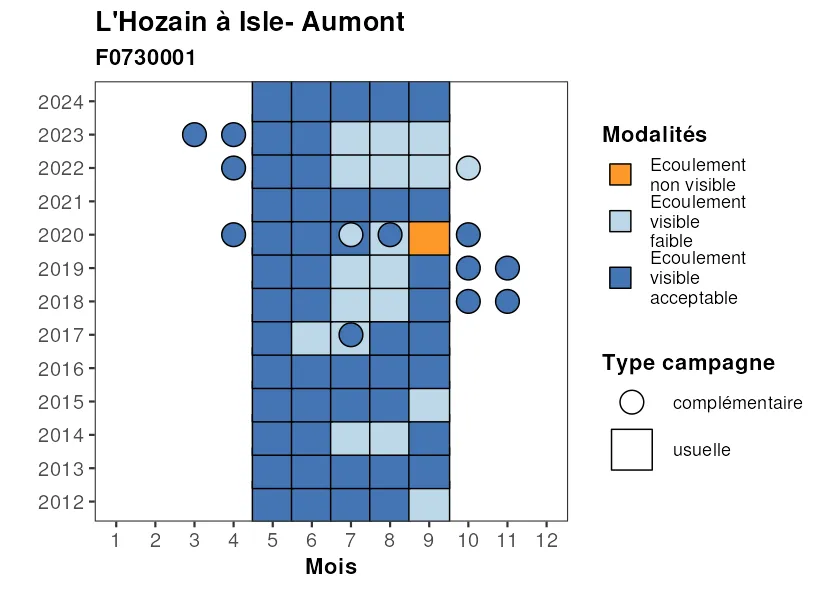 L'Hozain à Isle- Aumont
F0730001
2024
2023
2022
2021
2020
2019
2018
2017
2016
2015
2014
2013
2012
1 2 3 4 5 6 7 8 9 10 11 12
Mois
Modalités
Ecoulement
non visible
Ecoulement
visible
faible
Ecoulement
visible
acceptable
Type campagne
complémentaire
usuelle